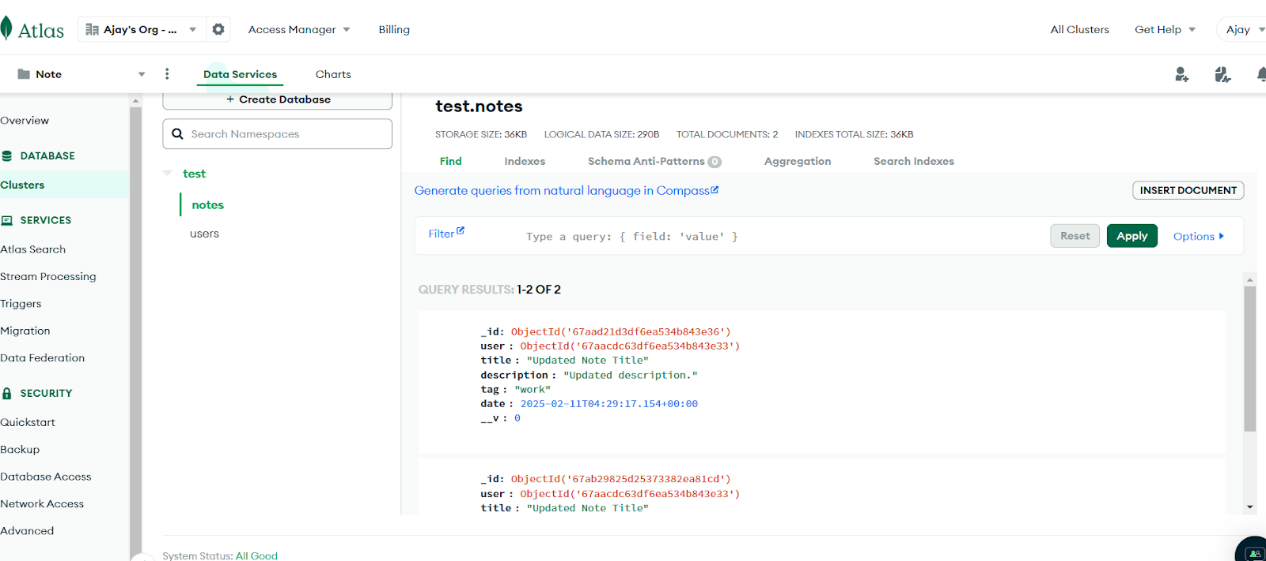 Atlas Ajay's Org - ... Access Manager Billing All Clusters Get Help Ajay
Note Data Services Charts
Overview
DATABASE
Clusters
SERVICES
Atlas Search
Stream Processing
Triggers
Migration
Data Federation
SECURITY
Quickstart
Backup
Database Access
Network Access
Advanced
+ Create Database
Search Namespaces
test
notes
users
test.notes
STORAGE SIZE: 36KB LOGICAL DATA SIZE: 290B TOTAL DOCUMENTS: 2 INDEXES TOTAL SIZE: 36KB
Find Indexes Schema Anti-Patterns 0 Aggregation Search Indexes
Generate queries from natural language in Compass INSERT DOCUMENT
Filter Type a query: { field: 'value' } Reset Apply Options
QUERY RESULTS: 1-2 OF 2
_id: ObjectId('67aad21d3df6ea534b843e36')
user : ObjectId('67aacdc63df6ea534b843e33')
title : "Updated Note Title"
description : "Updated description."
tag : "work"
date : 2025-02-11T04:29:17.154+00:00
__v : 0
_id: ObjectId('67ab29825d25373382ea81cd')
user : ObjectId('67aacdc63df6ea534b843e33')
title : "Updated Note Title"
System Status: All Good